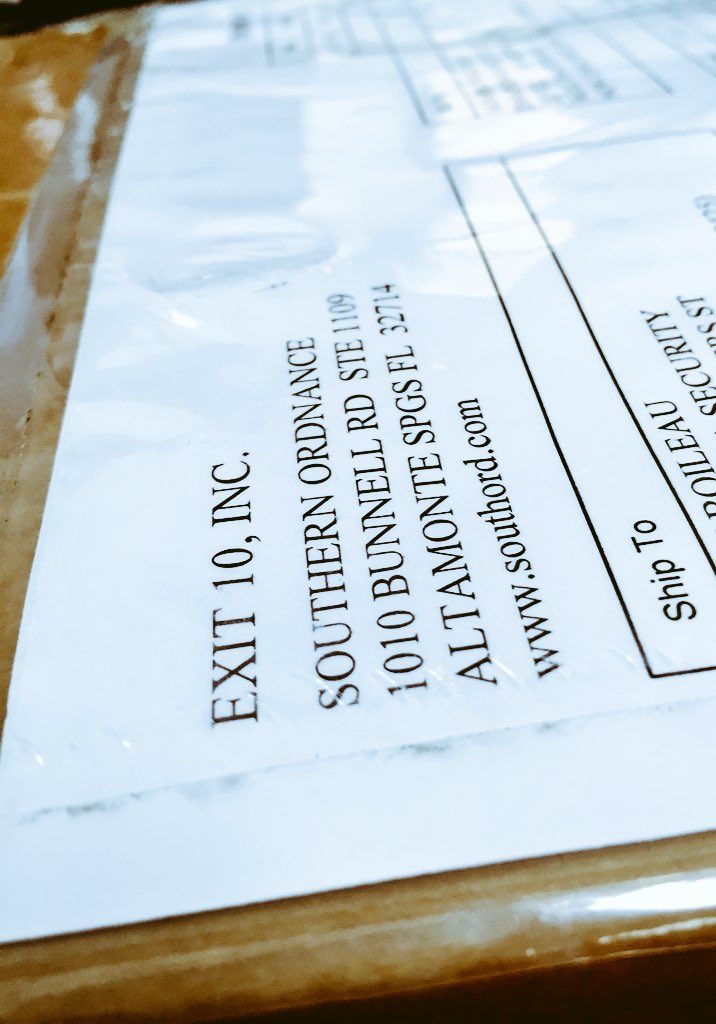 EXIT 10, INC.
SOUTHERN ORDNANCE
1010 BUNNELL RD STE 1109
ALTAMONTE SPGS FL 32714
www.southord.com
Ship To
BOILEAU
SECURITY
ST